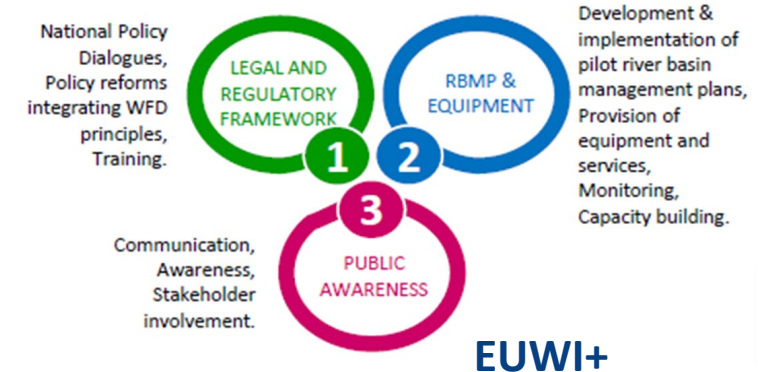 National Policy
Dialogues,
Policy reforms
integrating WFD
principles,
Training.
LEGAL AND
REGULATORY
FRAMEWORK
1
RBMP &
EQUIPMENT
2
Development &
implementation of
pilot river basin
management plans,
Provision of
equipment and
services,
Monitoring,
Capacity building.
3
PUBLIC
AWARENESS
Communication,
Awareness,
Stakeholder
involvement.
EUWI+